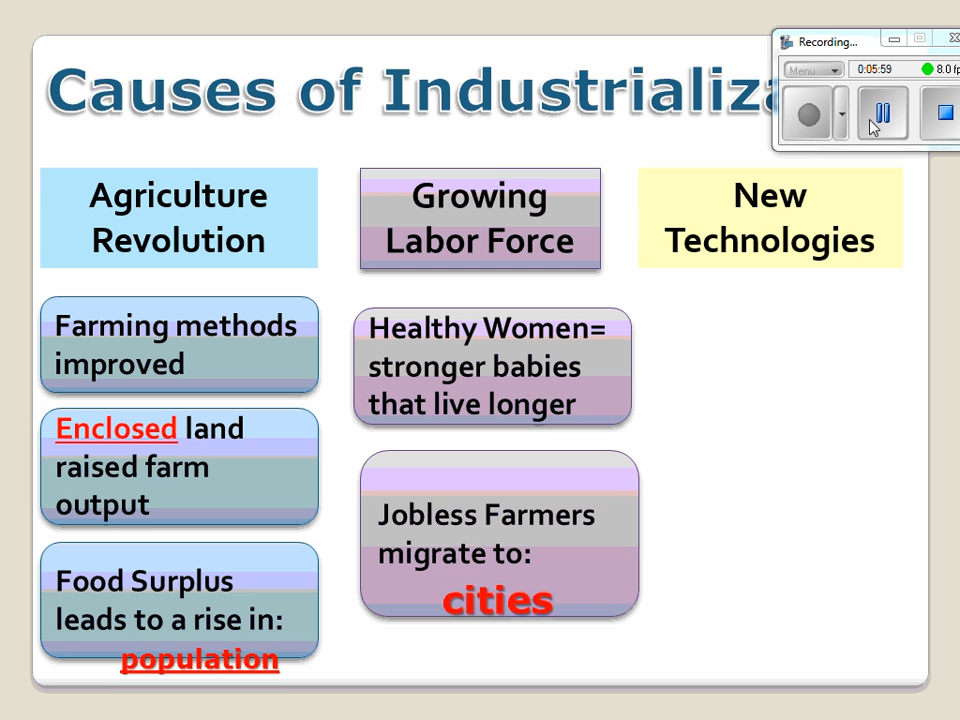 Causes of Industrializa
Recording...
Menu
0:05:59
8.0 fp
Agriculture
Revolution
Growing
Labor Force
New
Technologies
Farming methods
improved
Enclosed land
raised farm
output
Food Surplus
leads to a rise in:
population
Healthy Women=
stronger babies
that live longer
Jobless Farmers
migrate to:
cities